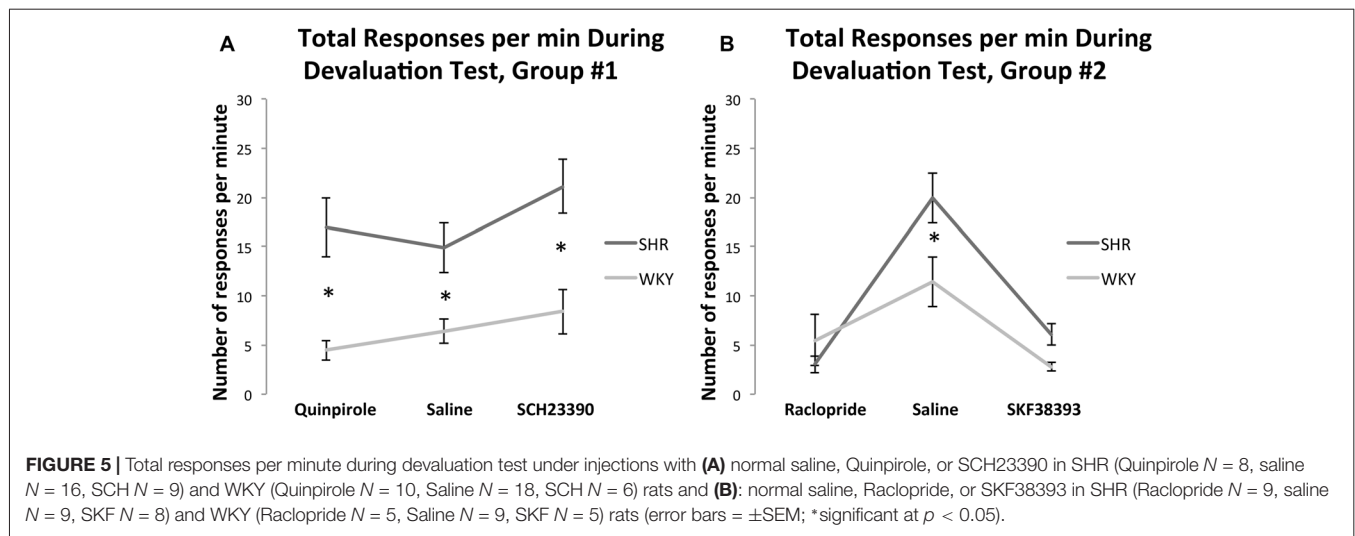 A Total Responses per min During
Devaluation Test, Group #1
Number of responses per minute
30
25
20
15
10
5
0
*
*
*
SHR
WKY
Quinpirole Saline SCH23390
B Total Responses per min During
Devaluation Test, Group #2
Number of responses per minute
30
25
20
15
10
5
0
*
SHR
WKY
Raclopride Saline SKF38393
FIGURE 5 | Total responses per minute during devaluation test under injections with (A) normal saline, Quinpirole, or SCH23390 in SHR (Quinpirole N = 8, saline
N = 16, SCH N = 9) and WKY (Quinpirole N = 10, Saline N = 18, SCH N = 6) rats and (B): normal saline, Raclopride, or SKF38393 in SHR (Raclopride N = 9, saline
N = 9, SKF N = 8) and WKY (Raclopride N = 5, Saline N = 9, SKF N = 5) rats (error bars = ±SEM; *significant at p < 0.05).